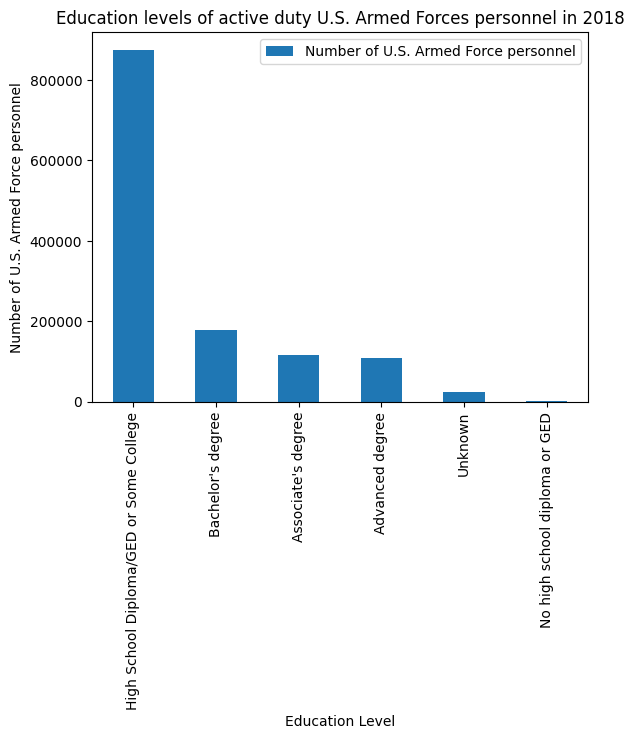 Education levels of active duty U.S. Armed Forces personnel in 2018
Number of U.S. Armed Force personnel
Number of U.S. Armed Force personnel
800000
600000
400000
200000
0
High School Diploma/GED or Some College
Bachelor's degree
Associate's degree
Advanced degree
Unknown
No high school diploma or GED
Education Level